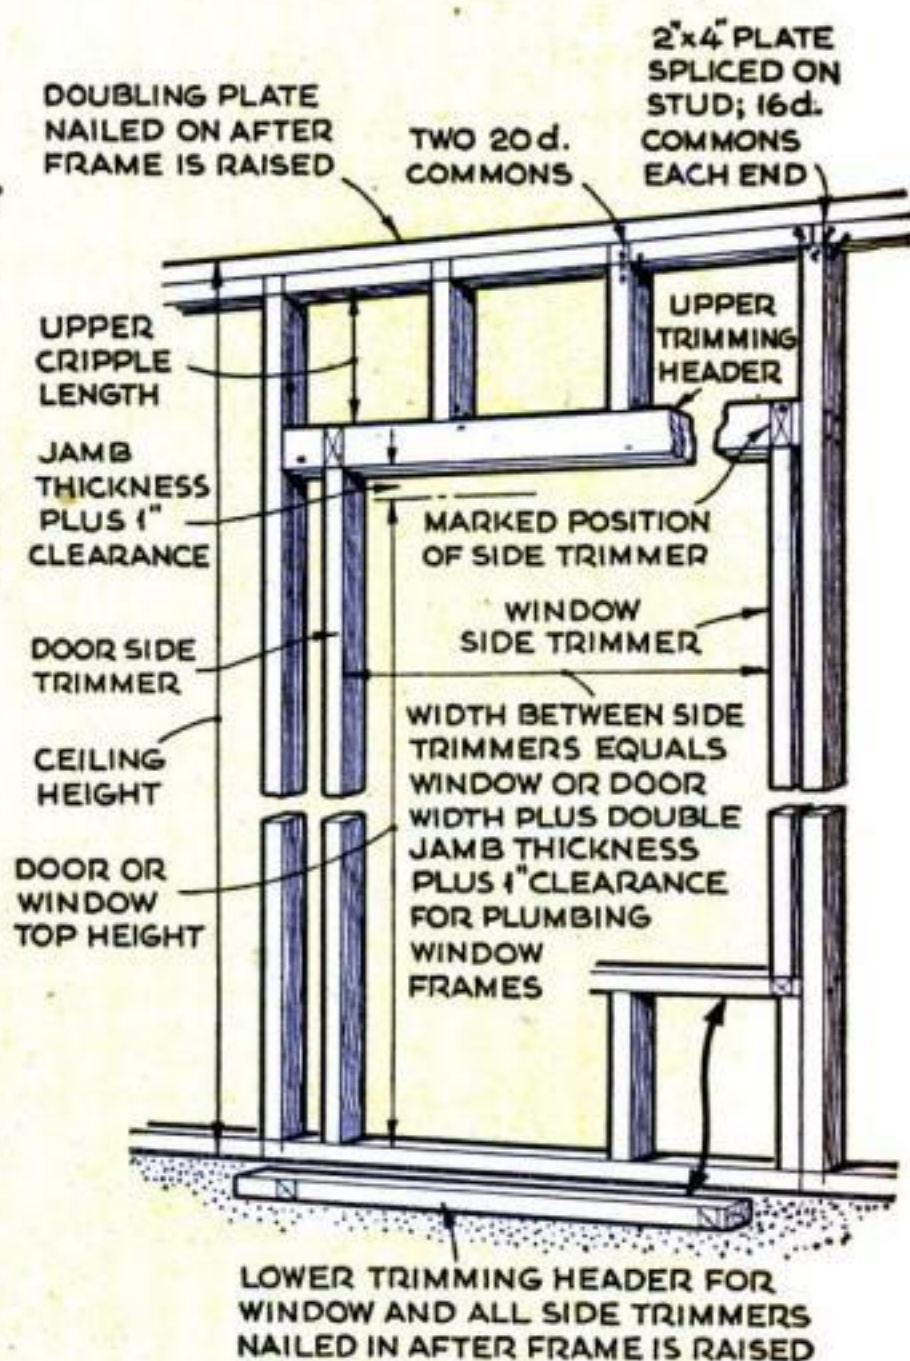 DOUBLING PLATE
NAILED ON AFTER
FRAME IS RAISED
TWO 20d.
COMMONS
2"x4" PLATE
SPLICED ON
STUD; 16d.
COMMONS
EACH END
UPPER
CRIPPLE
LENGTH
UPPER
TRIMMING
HEADER
JAMB
THICKNESS
PLUS 1"
CLEARANCE
MARKED POSITION
OF SIDE TRIMMER
WINDOW
SIDE TRIMMER
DOOR SIDE
TRIMMER
CEILING
HEIGHT
WIDTH BETWEEN SIDE
TRIMMERS EQUALS
WINDOW OR DOOR
WIDTH PLUS DOUBLE
JAMB THICKNESS
PLUS 1" CLEARANCE
FOR PLUMBING
WINDOW
FRAMES
DOOR OR
WINDOW
TOP HEIGHT
LOWER TRIMMING HEADER FOR
WINDOW AND ALL SIDE TRIMMERS
NAILED IN AFTER FRAME IS RAISED